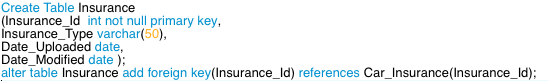 Create Table Insurance
(Insurance_Id  int not null primary key,
Insurance_Type varchar(50),
Date_Uploaded date,
Date_Modified date );
alter table Insurance add foreign key(Insurance_Id) references Car_Insurance(Insurance_Id);